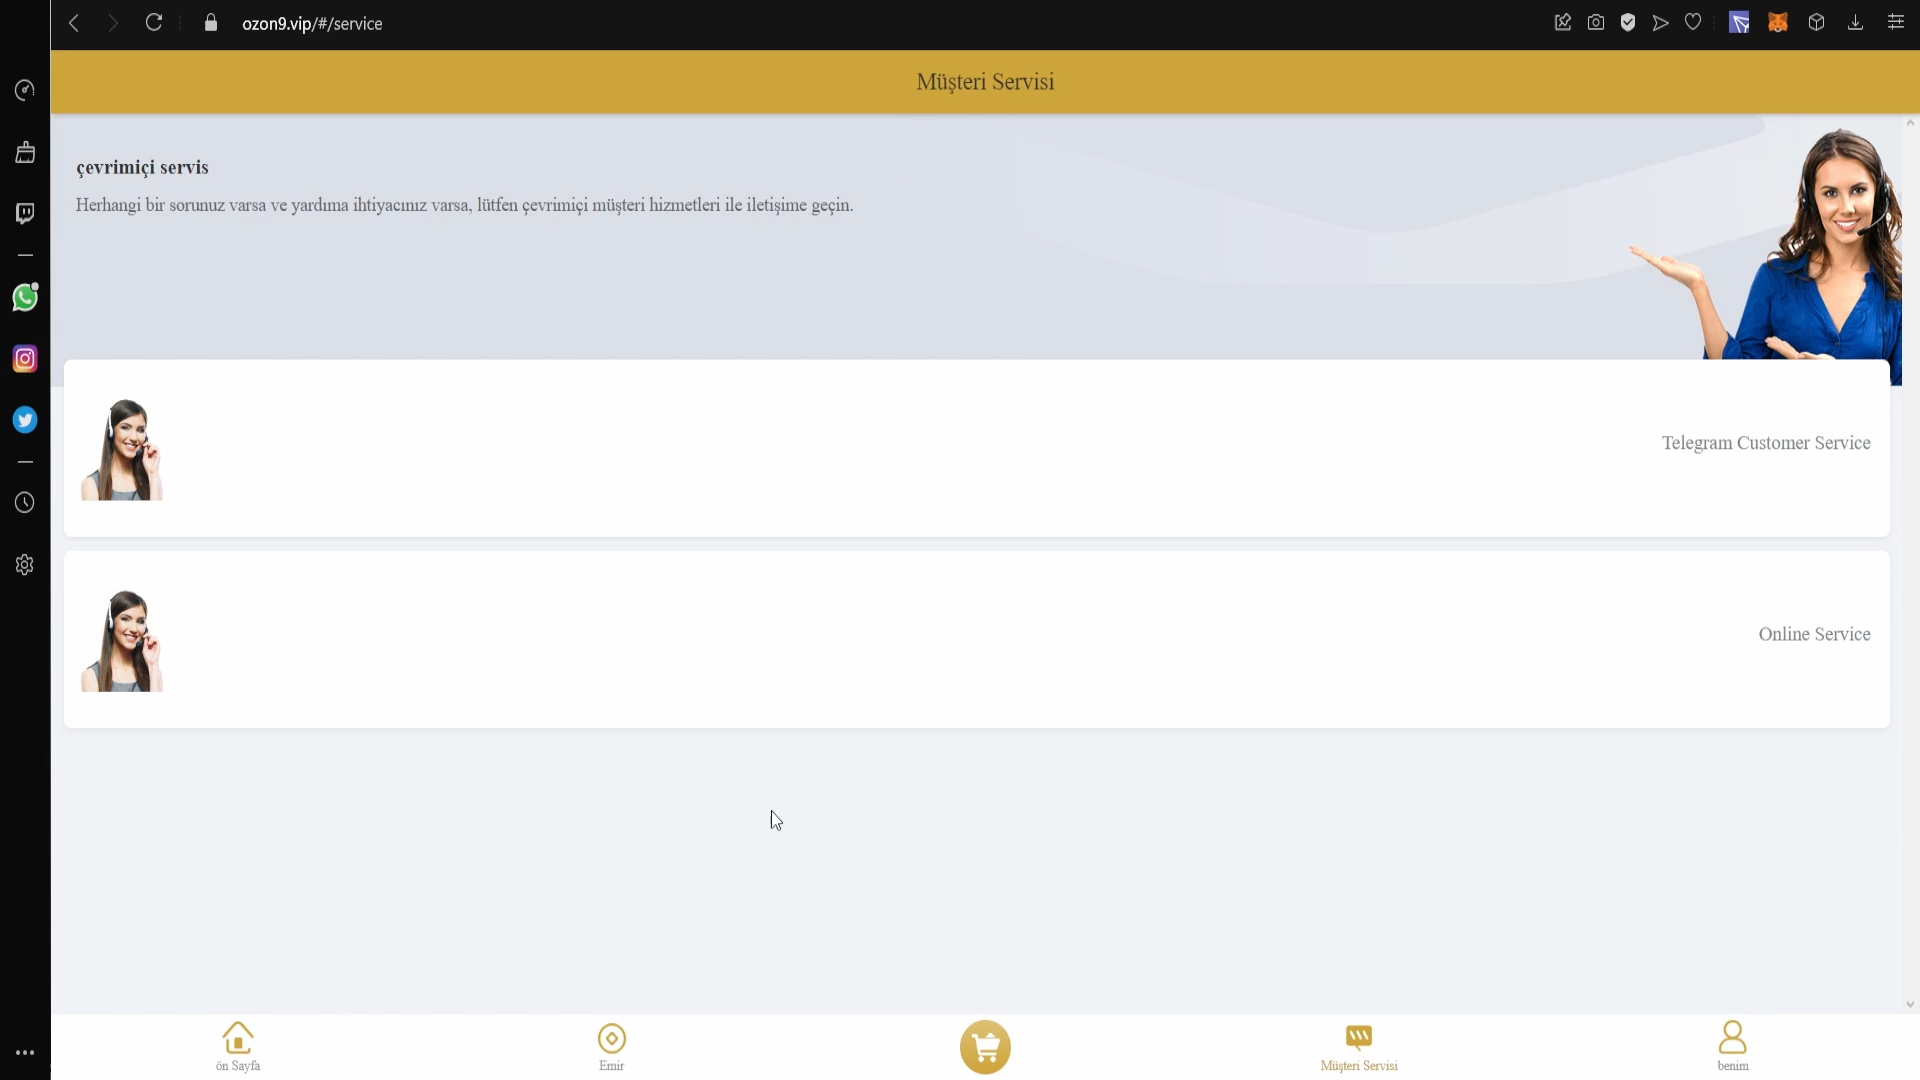 ozon9.vip/#/service
Müşteri Servisi
çevrimiçi servis
Herhangi bir sorunuz varsa ve yardıma ihtiyacınız varsa, lütfen çevrimiçi müşteri hizmetleri ile iletişime geçin.
Telegram Customer Service
Online Service
ön Sayfa
Emir
Müşteri Servisi
benim